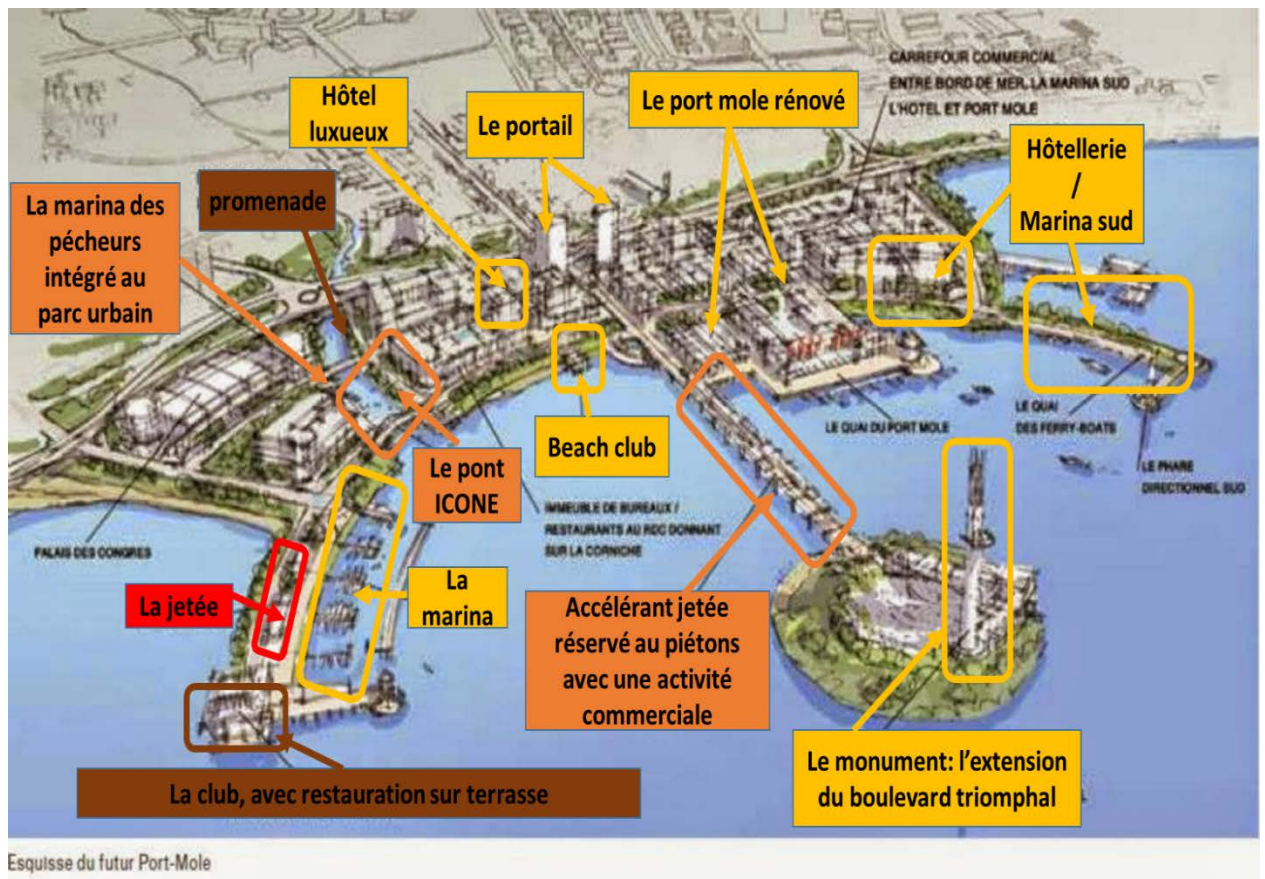 CARREFOUR COMMERCIAL
ENTRE BORD DE MER, LA MARINA SUD
L'HOTEL ET PORT MOLE
Hôtel
luxueux
Le portail
Le port mole rénové
Hôtellerie
/
Marina sud
promenade
La marina des
pécheurs
intégré au
parc urbain
Beach club
Le pont
ICONE
LE QUAI DU PORT MOLE
LE QUAI
DES FERRY-BOATS
LE PHARE
DIRECTIONNEL SUD
IMMEUBLE DE BUREAUX /
RESTAURANTS AU RDC DONNANT
SUR LA CORNICHE
PALAIS DES CONGRES
La jetée
La
marina
Accélérant jetée
réservé au piétons
avec une activité
commerciale
Le monument: l’extension
du boulevard triomphal
La club, avec restauration sur terrasse
Esquisse du futur Port-Mole